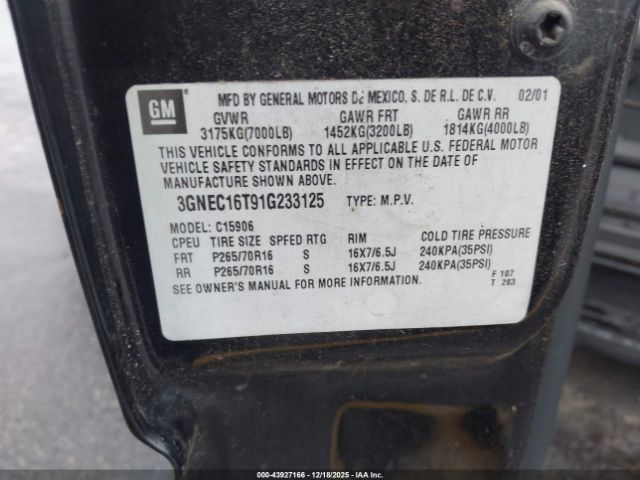 GM
MFD BY GENERAL MOTORS DE MEXICO, S. DE R.L. DE C.V. 02/01
GVWR GAWR FRT GAWR RR
3175KG(7000LB) 1452KG(3200LB) 1814KG(4000LB)
THIS VEHICLE CONFORMS TO ALL APPLICABLE U.S. FEDERAL MOTOR
VEHICLE SAFETY STANDARDS IN EFFECT ON THE DATE OF
MANUFACTURE SHOWN ABOVE.
3GNEC16T91G233125 TYPE: M.P.V.
MODEL: C15906
CPEU TIRE SIZE SPEED RTG RIM COLD TIRE PRESSURE
FRT P265/70R16 S 16X7/6.5J 240KPA(35PSI)
RR P265/70R16 S 16X7/6.5J 240KPA(35PSI)
SEE OWNER'S MANUAL FOR MORE INFORMATION.
F 107
T 283
000-43927166 - 12/18/2025 - IAAI.COM